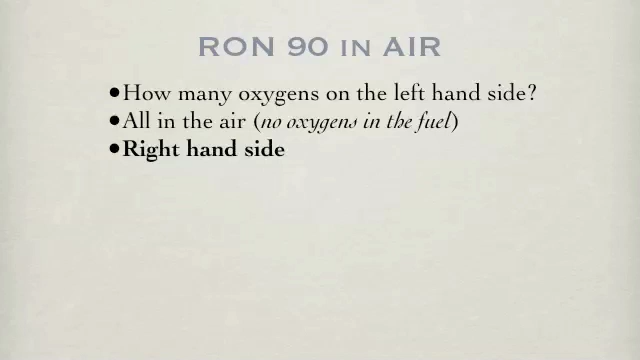 RON 90 IN AIR
•How many oxygens on the left hand side?
•All in the air (no oxygens in the fuel)
•Right hand side